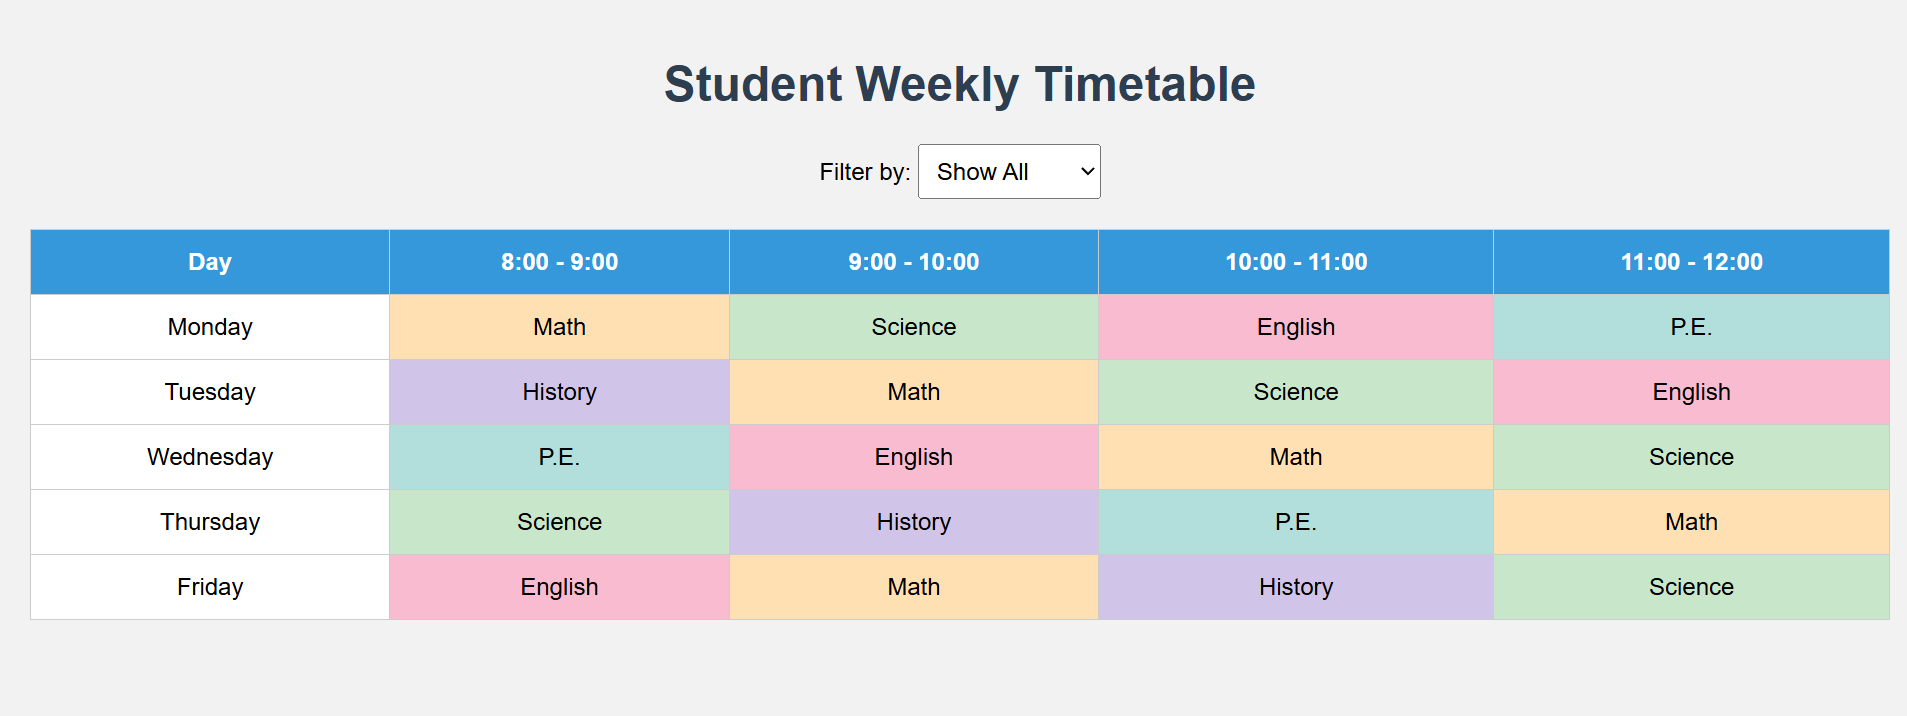 Student Weekly Timetable
Filter by: Show All
Day 8:00 - 9:00 9:00 - 10:00 10:00 - 11:00 11:00 - 12:00
Monday Math Science English P.E.
Tuesday History Math Science English
Wednesday P.E. English Math Science
Thursday Science History P.E. Math
Friday English Math History Science